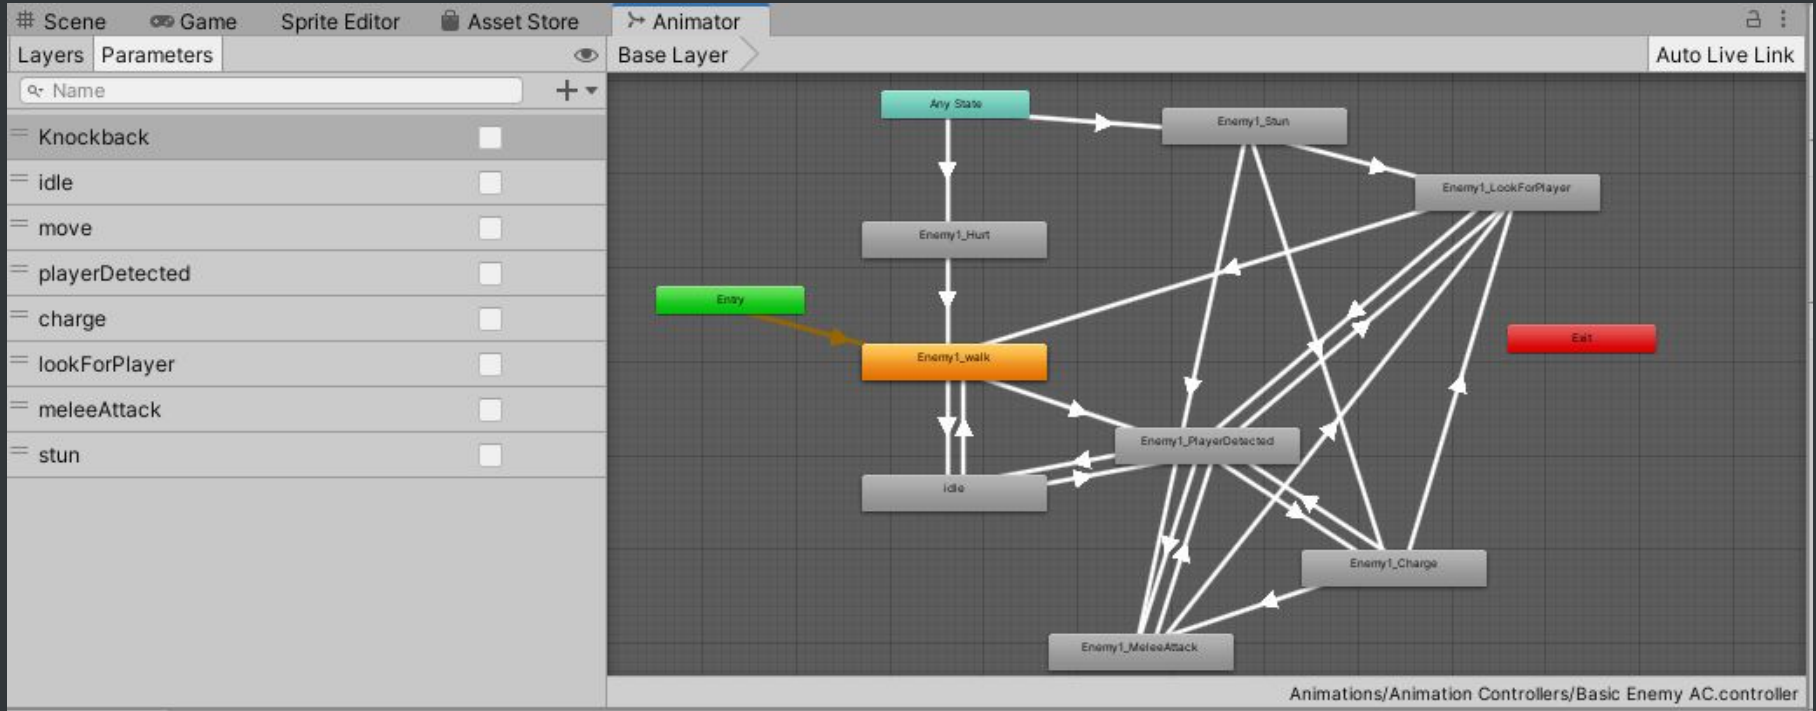 Scene
Game
Sprite Editor
Asset Store
Animator
Layers
Parameters
Base Layer
Auto Live Link
Name
Knockback
idle
move
playerDetected
charge
lookForPlayer
meleeAttack
stun
Any State
Enemy1_Stun
Enemy1_LookForPlayer
Enemy1_Hurt
Entry
Exit
Enemy1_walk
Enemy1_PlayerDetected
idle
Enemy1_Charge
Enemy1_MeleeAttack
Animations/Animation Controllers/Basic Enemy AC.controller